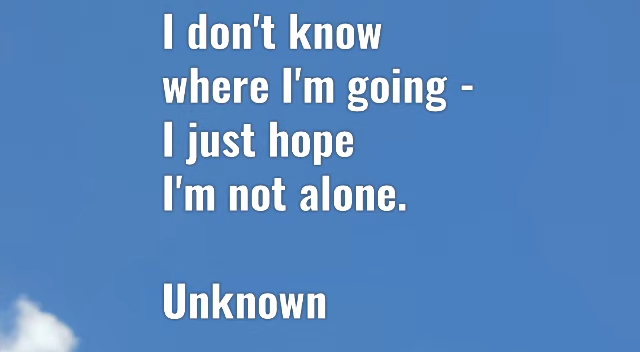 I don't know
where I'm going -
I just hope
I'm not alone.
Unknown